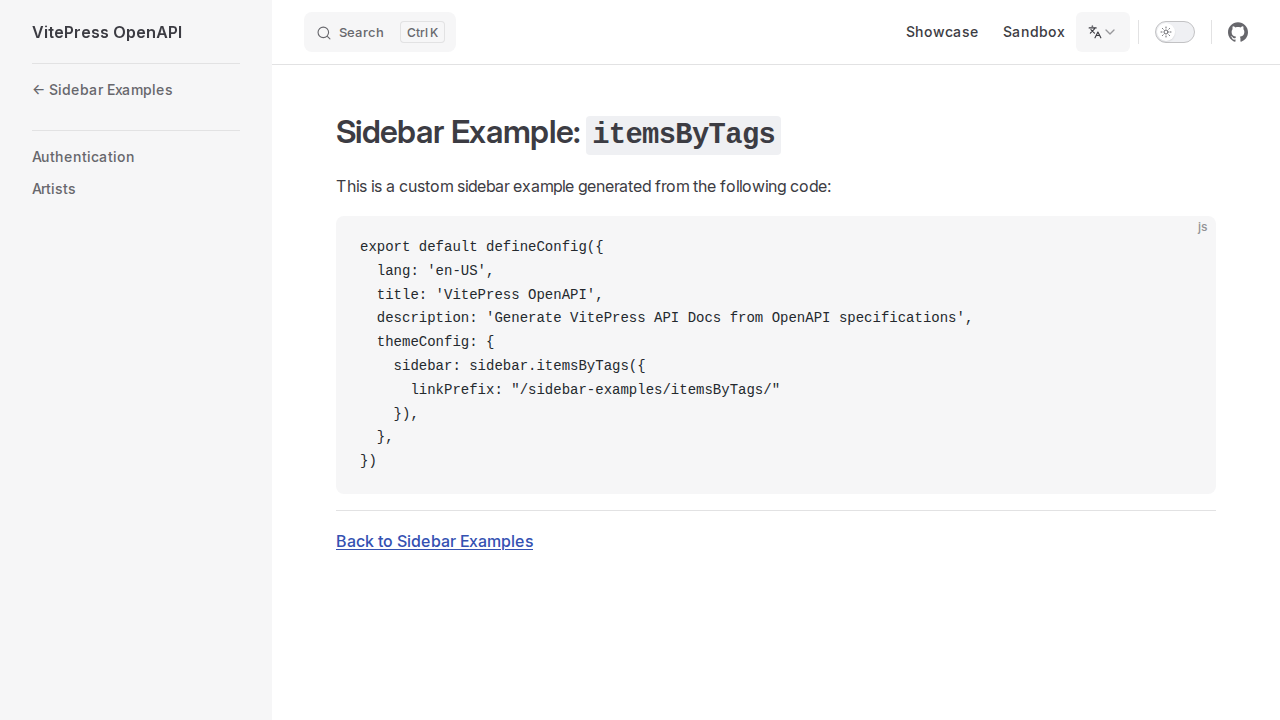 VitePress OpenAPI
← Sidebar Examples
Authentication
Artists
Search Ctrl K
Showcase
Sandbox
Sidebar Example: itemsByTags
This is a custom sidebar example generated from the following code:
js
export default defineConfig({
  lang: 'en-US',
  title: 'VitePress OpenAPI',
  description: 'Generate VitePress API Docs from OpenAPI specifications',
  themeConfig: {
    sidebar: sidebar.itemsByTags({
      linkPrefix: "/sidebar-examples/itemsByTags/"
    }),
  },
})
Back to Sidebar Examples